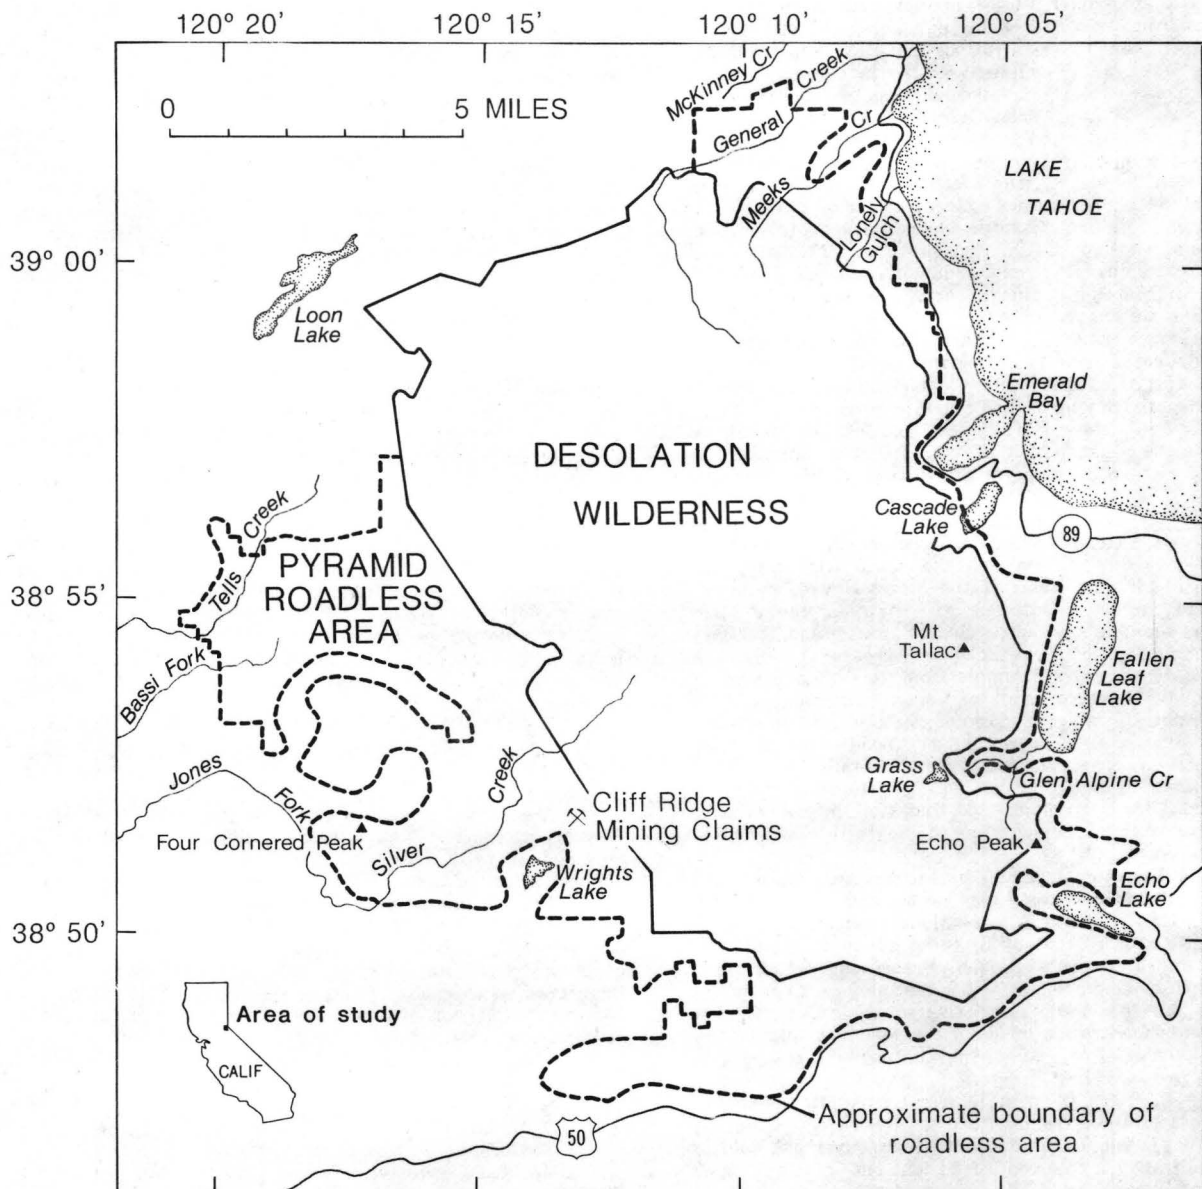 120° 20'
120° 15'
120° 10'
120° 05'
0 5 MILES
McKinney Cr
General Creek
Meeks Cr
Lonely
Gulch
LAKE
TAHOE
39° 00'
Loon
Lake
Emerald
Bay
DESOLATION
WILDERNESS
Cascade
Lake
89
Tells Creek
PYRAMID
ROADLESS
AREA
38° 55'
Bassi Fork
Mt
Tallac
Fallen
Leaf
Lake
Jones Fork
Silver Creek
Grass
Lake
Glen Alpine Cr
Cliff Ridge
Mining Claims
Four Cornered Peak
Echo Peak
Wrights
Lake
Echo
Lake
38° 50'
Area of study
CALIF
50
Approximate boundary of
roadless area